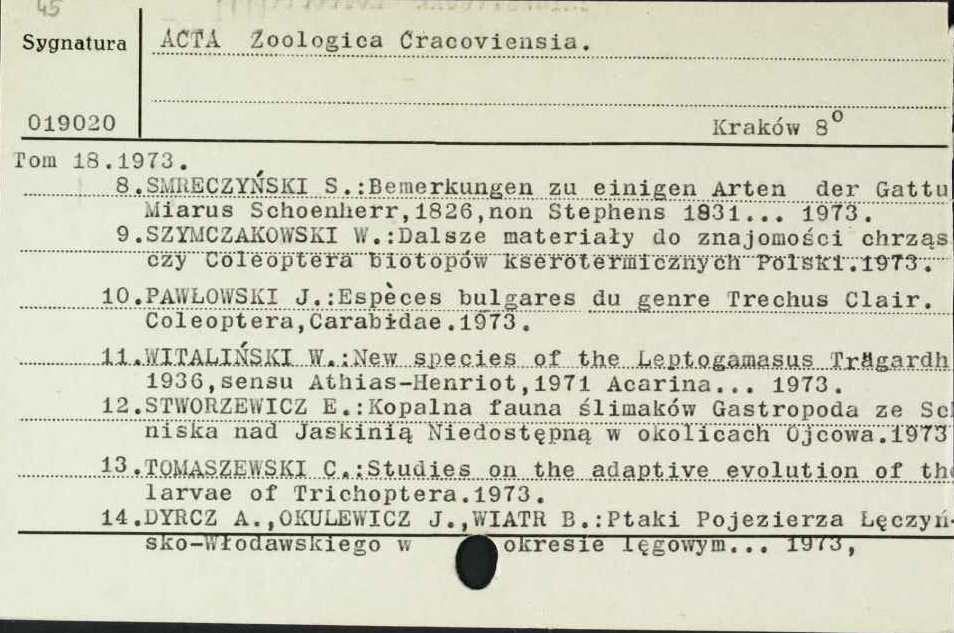 45
Sygnatura
ACTA Zoologica Cracoviensia.
019020
Kraków 8°
Tom 18.1973.
8.SMRECZYŃSKI S.:Bemerkungen zu einigen Arten der Gattu
Miarus Schoenherr,1826,non Stephens 1831... 1973.
9.SZYMCZAKOWSKI W.:Dalsze materiały do znajomości chrząs
czy Coleoptera biotopów kserotermicznych Polski.1973.
10.PAWŁOWSKI J.:Espèces bulgares du genre Trechus Clair.
Coleoptera,Carabidae.1973.
11.WITALIŃSKI W.:New species of the Leptogamasus Trägardh
1936,sensu Athias-Henriot,1971 Acarina... 1973.
12.STWORZEWICZ E.:Kopalna fauna ślimaków Gastropoda ze Sch
niska nad Jaskinią Niedostępną w okolicach Ojcowa.1973
13.TOMASZEWSKI C.:Studies on the adaptive evolution of the
larvae of Trichoptera.1973.
14.DYRCZ A.,OKULEWICZ J.,WIATR B.:Ptaki Pojezierza Łęczyń-
sko-Włodawskiego w okresie lęgowym... 1973,